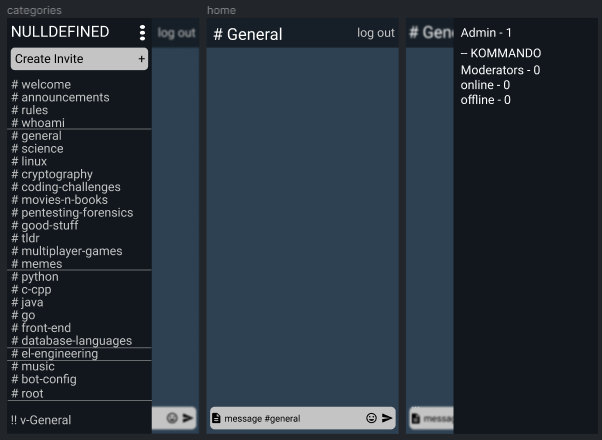 categories
NULLDEFINED
log out
Create Invite +
# welcome
# announcements
# rules
# whoami
# general
# science
# linux
# cryptography
# coding-challenges
# movies-n-books
# pentesting-forensics
# good-stuff
# tldr
# multiplayer-games
# memes
# python
# c-cpp
# java
# go
# front-end
# database-languages
# el-engineering
# music
# bot-config
# root
!! v-General
home
# General
log out
message #general
# Gen
messa
Admin - 1
-- KOMMANDO
Moderators - 0
online - 0
offline - 0